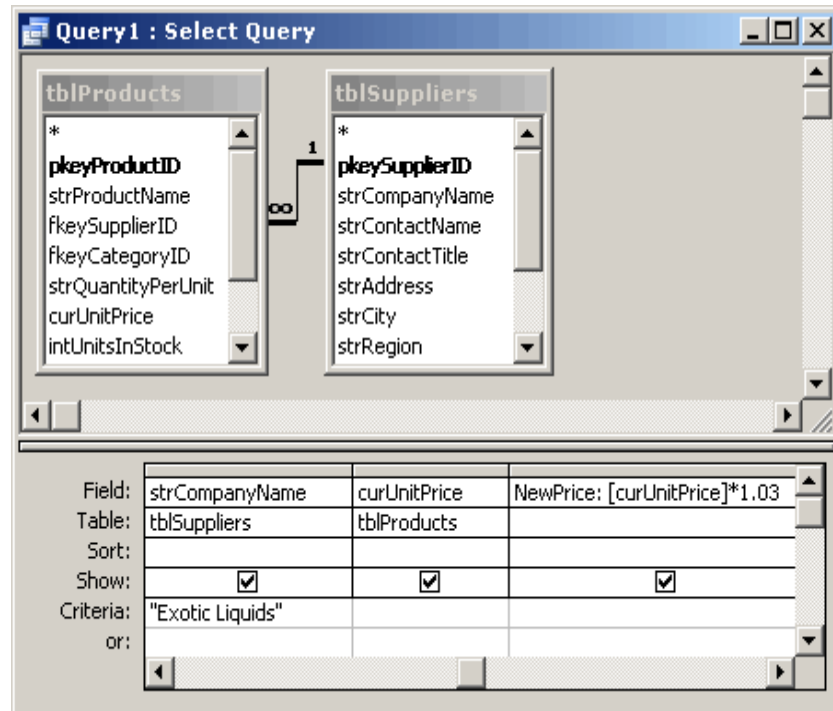 Query1 : Select Query
tblProducts
*
pkeyProductID
strProductName
fkeySupplierID
fkeyCategoryID
strQuantityPerUnit
curUnitPrice
intUnitsInStock
∞
1
tblSuppliers
*
pkeySupplierID
strCompanyName
strContactName
strContactTitle
strAddress
strCity
strRegion
Field: strCompanyName curUnitPrice NewPrice: [curUnitPrice]*1.03
Table: tblSuppliers tblProducts
Sort:
Show:
Criteria: "Exotic Liquids"
or: